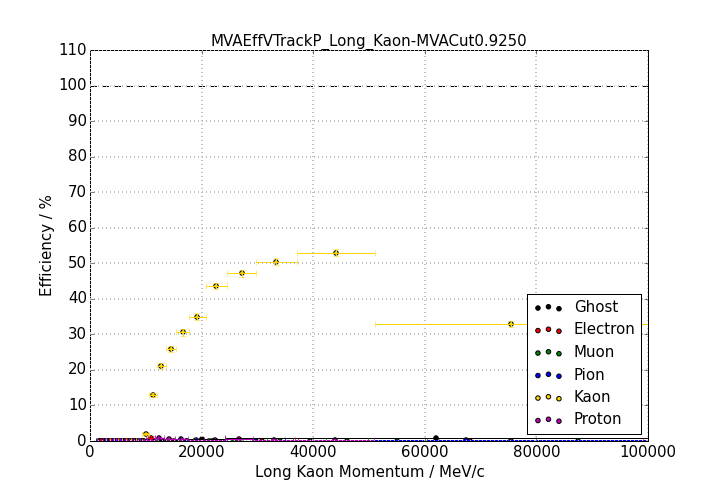 MVAEffVTrackP_Long_Kaon-MVACut0.9250
110
100
90
80
70
60
50
40
30
20
10
0
Efficiency / %
Ghost
Electron
Muon
Pion
Kaon
Proton
0 20000 40000 60000 80000 100000
Long Kaon Momentum / MeV/c